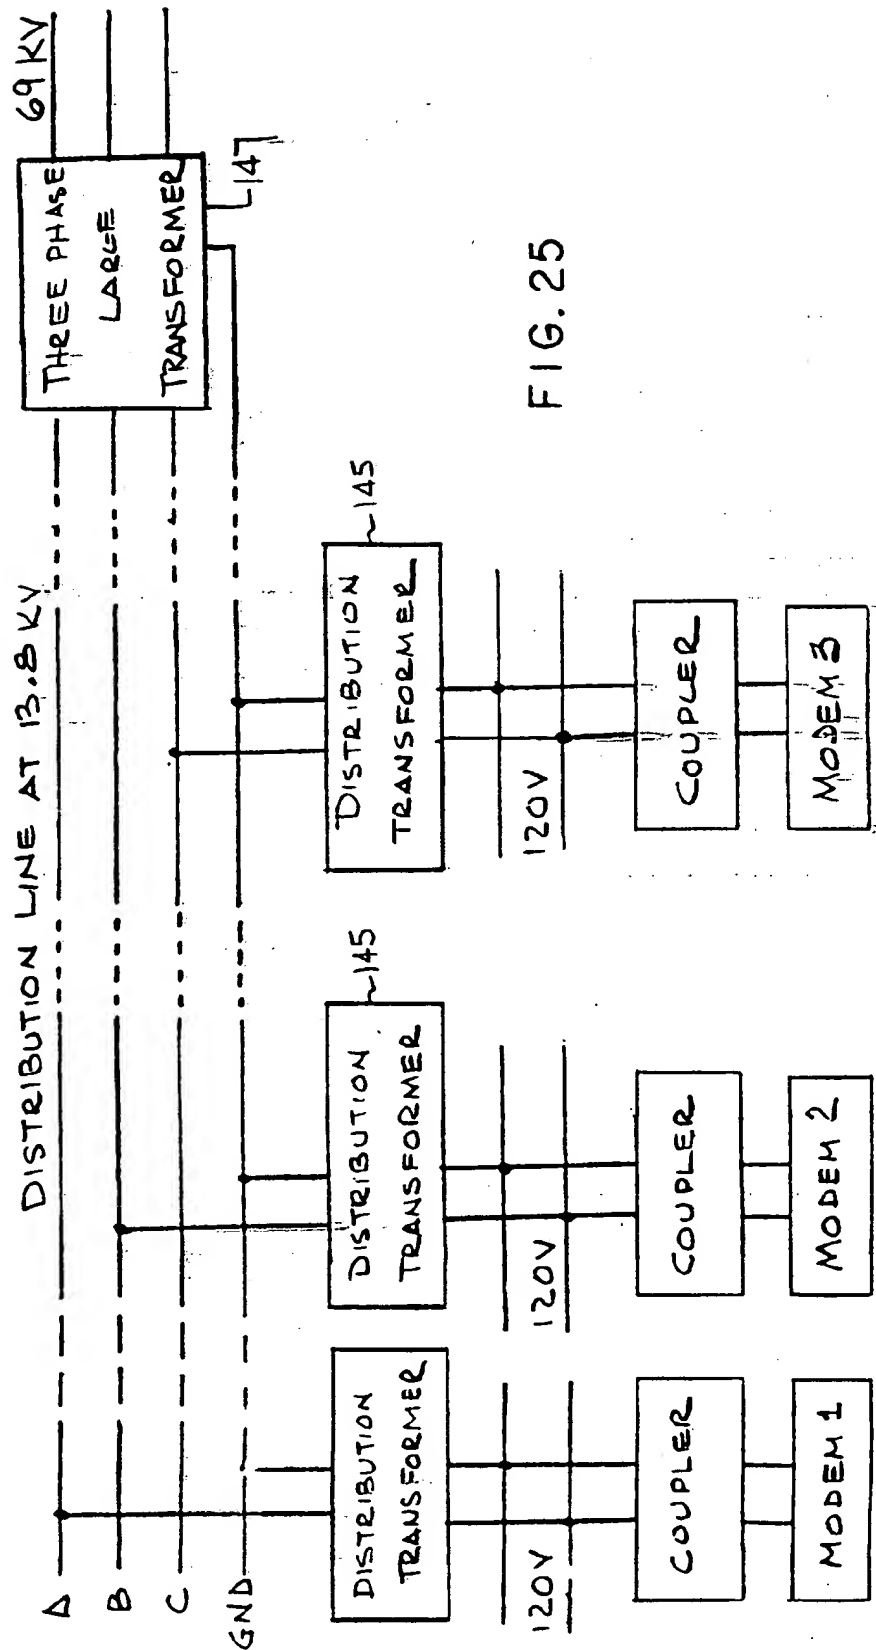 DISTRIBUTION LINE AT 13.8 KV
69 KV
A
B
C
GND
THREE PHASE
LARGE
TRANSFORMER
147
DISTRIBUTION
TRANSFORMER
DISTRIBUTION
TRANSFORMER
145
DISTRIBUTION
TRANSFORMER
145
120V
120V
120V
COUPLER
COUPLER
COUPLER
MODEM 1
MODEM 2
MODEM 3
FIG. 25